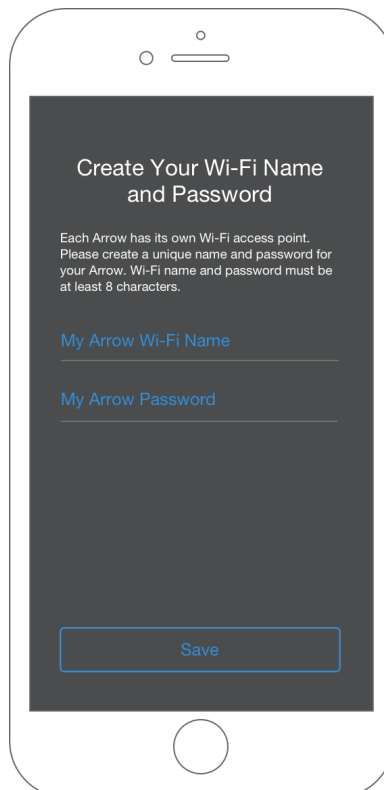 Create Your Wi-Fi Name
and Password
Each Arrow has its own Wi-Fi access point.
Please create a unique name and password for
your Arrow. Wi-Fi name and password must be
at least 8 characters.
My Arrow Wi-Fi Name
My Arrow Password
Save